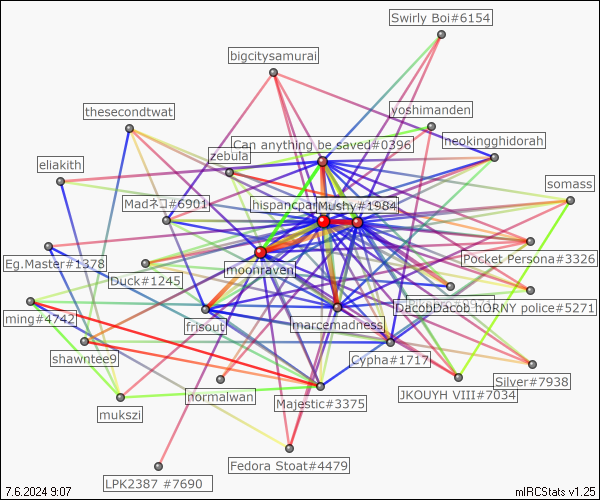 Swirly Boi#6154
bigcitysamurai
thesecondtwat
yoshimanden
Can anything be saved#0396
neokingghidorah
zebula
eliakith
somass
Madネコ#6901
hispancpar
Mushy#1984
Eg.Master#1378
moonraven
Pocket Persona#3326
Duck#1245
DacobDacob hORNY police#5271
ming#4742
frisout
marcemadness
shawntee9
Cypha#1717
Silver#7938
normalwan
JKOUYH VIII#7034
mukszi
Majestic#3375
Fedora Stoat#4479
LPK2387 #7690
7.6.2024 9:07
mIRCStats v1.25